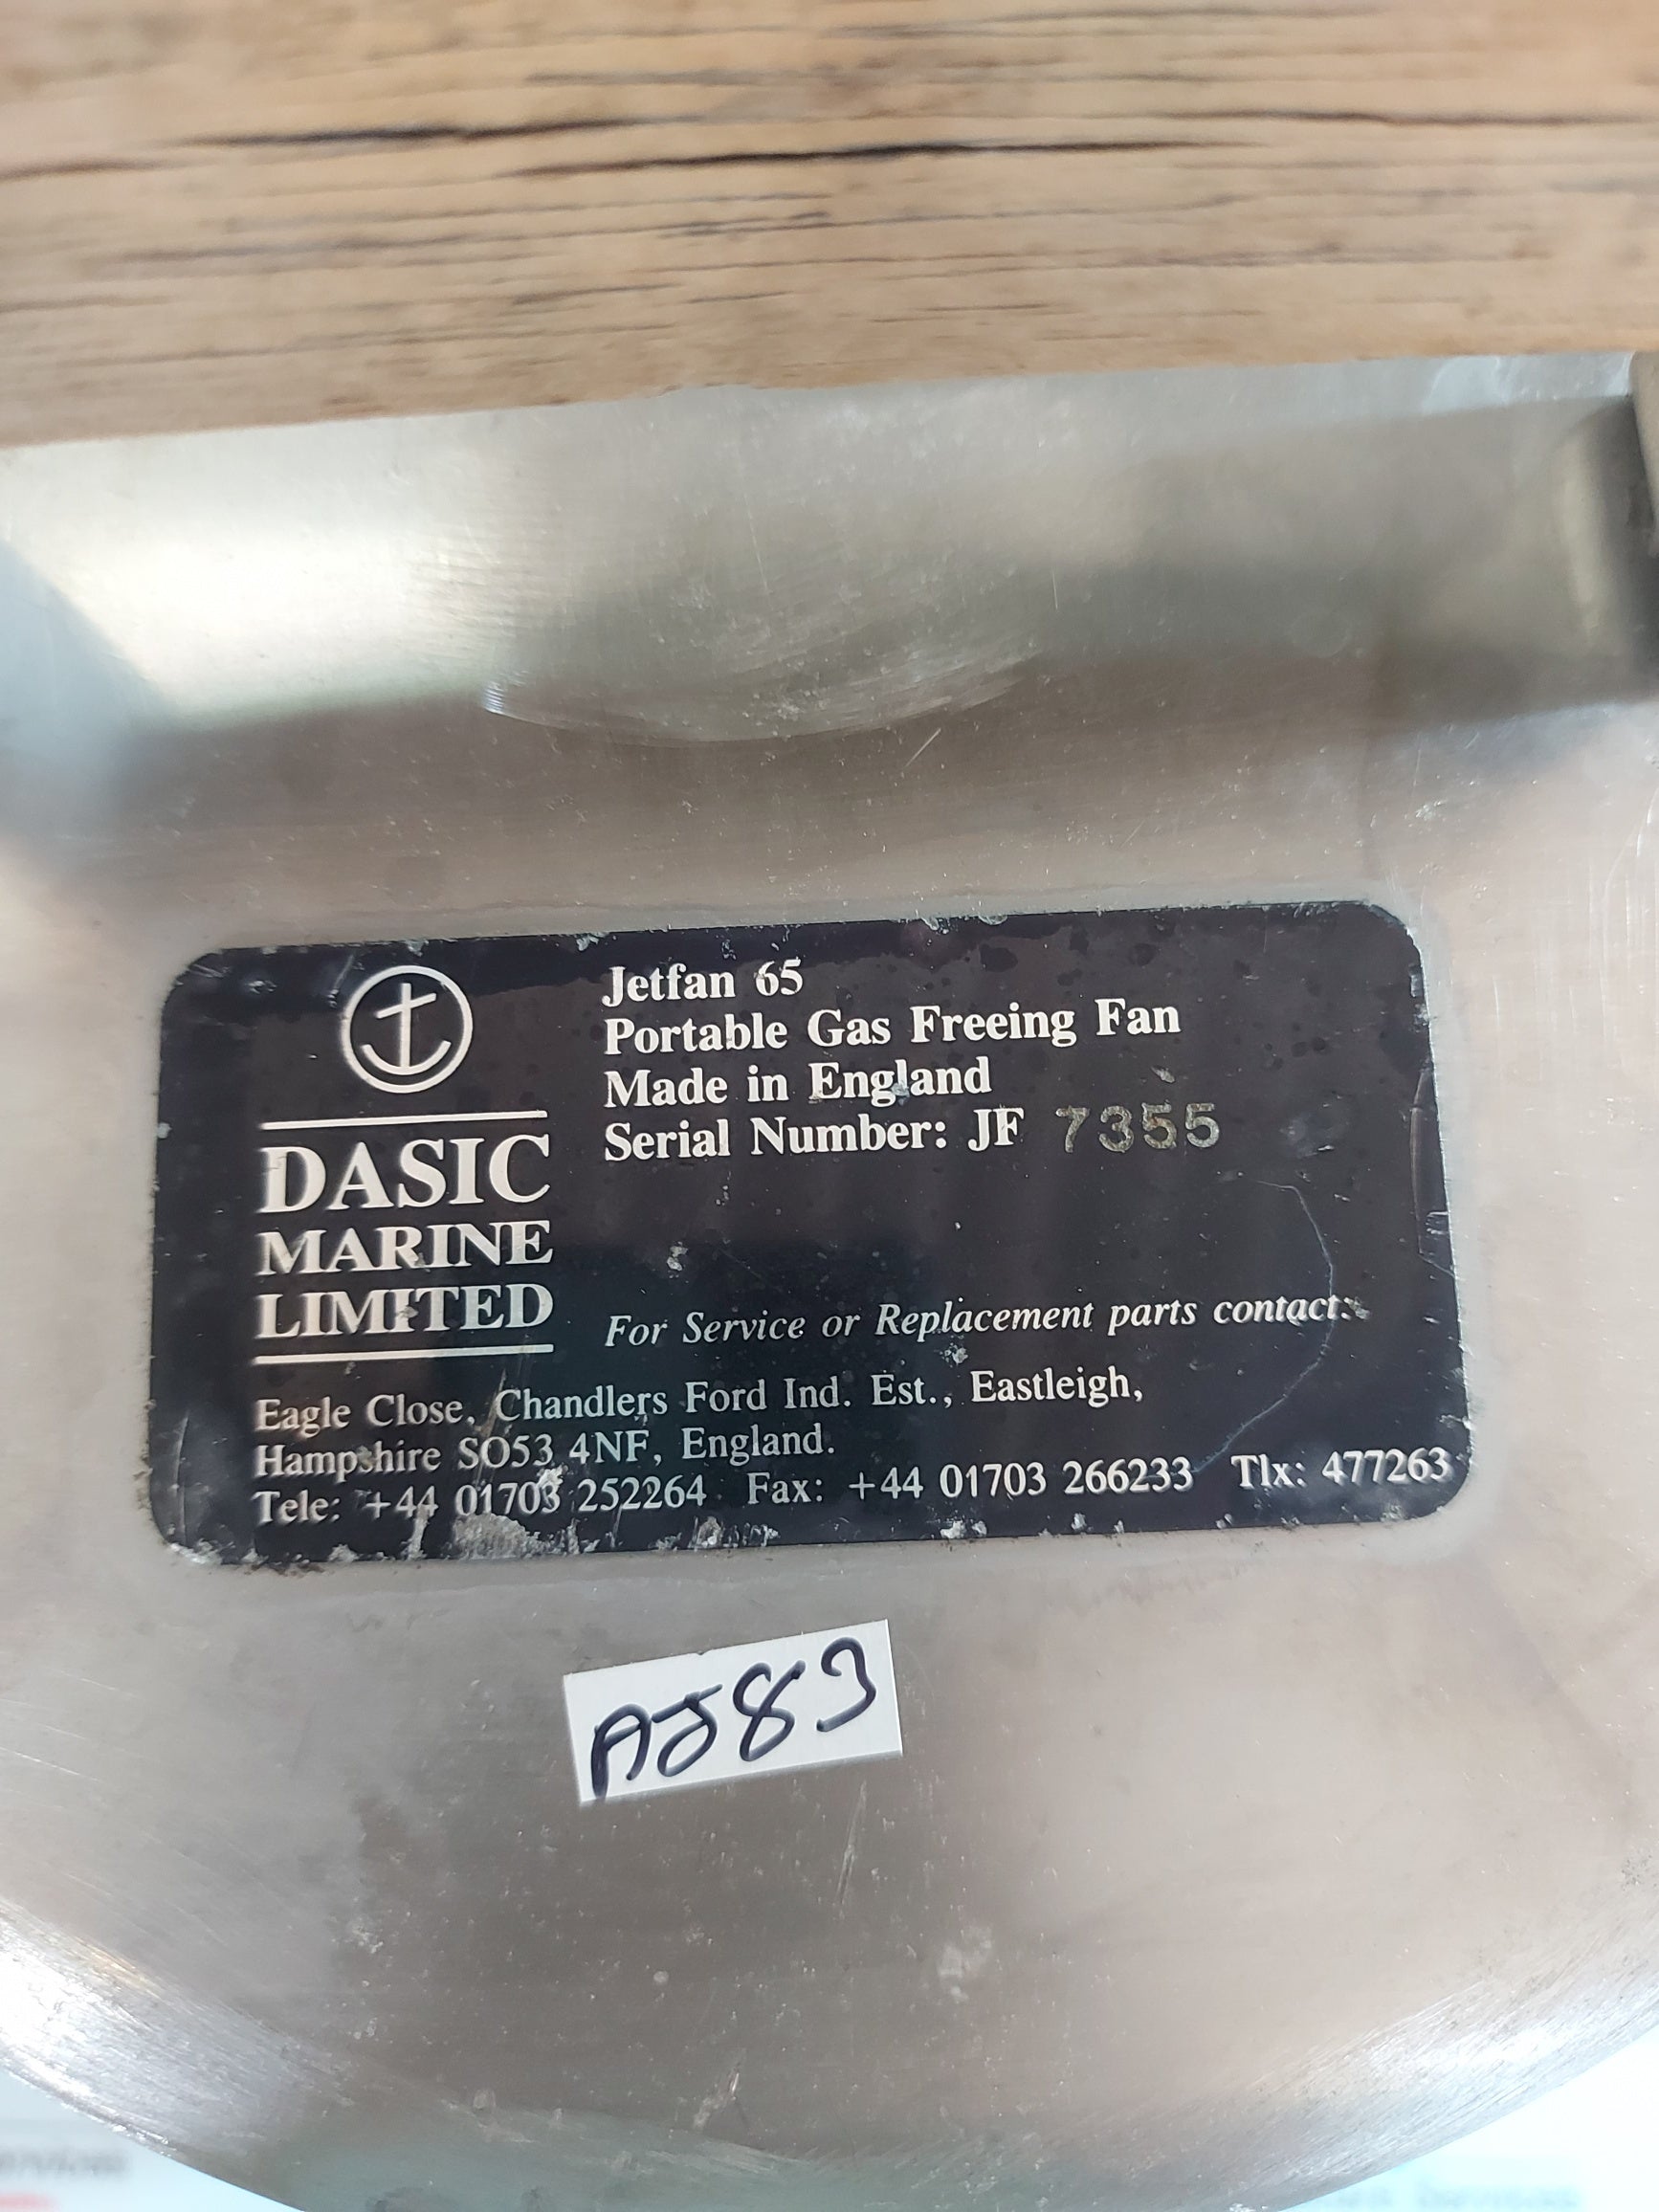 Jetfan 65
Portable Gas Freeing Fan
Made in England
Serial Number: JF 7355
DASIC
MARINE
LIMITED
For Service or Replacement parts contact:
Eagle Close, Chandlers Ford Ind. Est., Eastleigh,
Hampshire SO53 4NF, England.
Tele: +44 01703 252264 Fax: +44 01703 266233 Tlx: 477263
AJ83